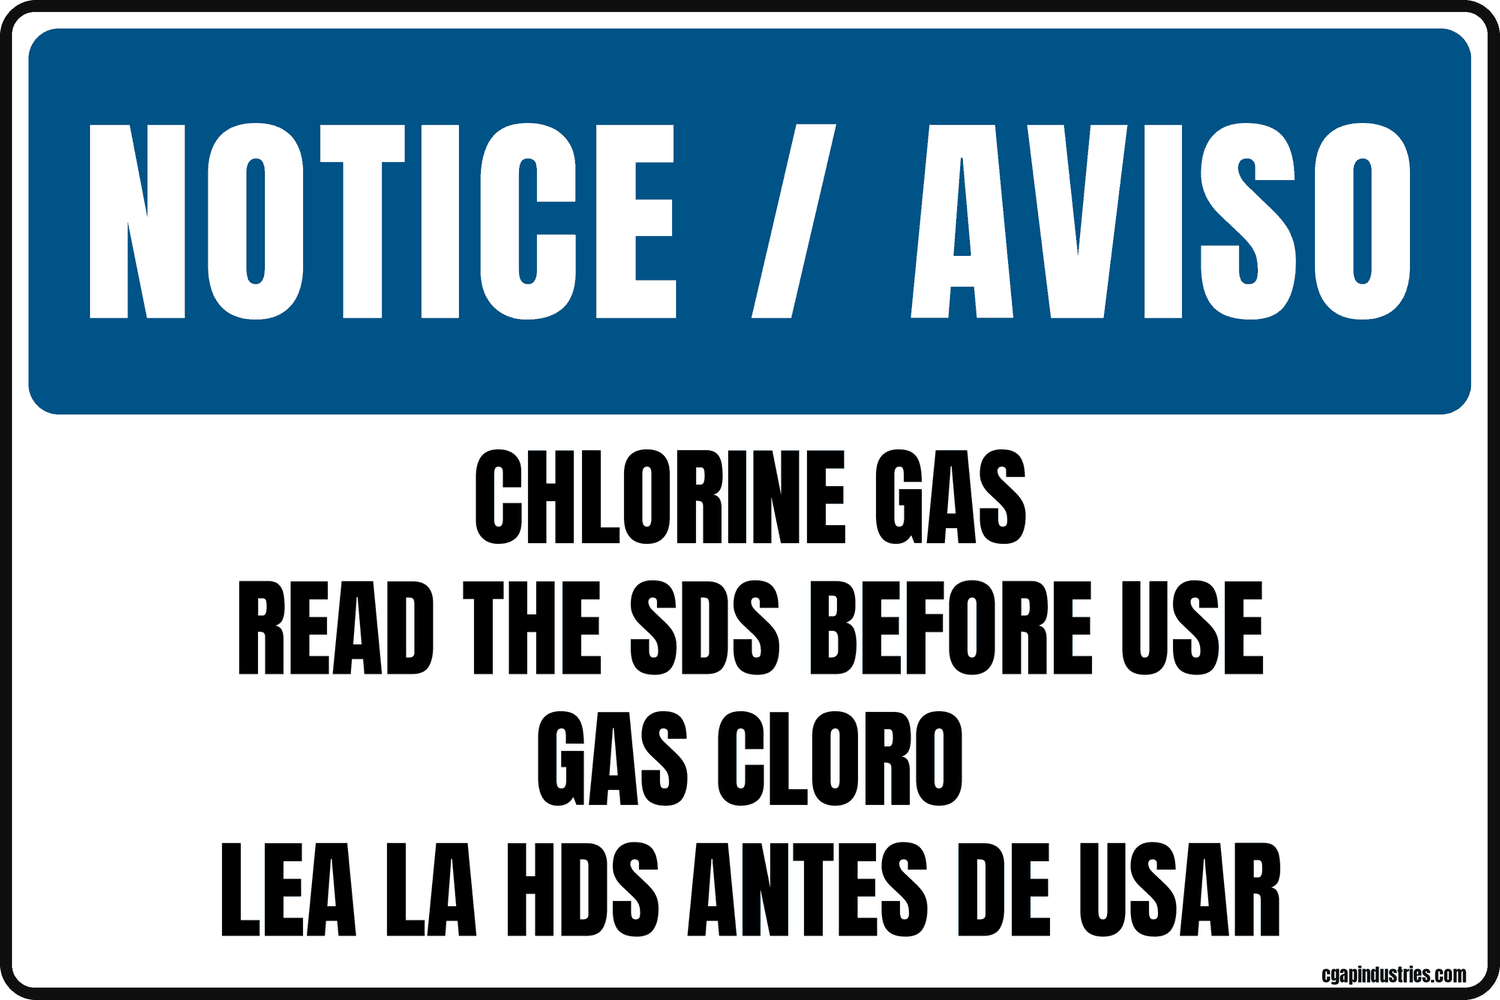 NOTICE / AVISO
CHLORINE GAS
READ THE SDS BEFORE USE
GAS CLORO
LEA LA HDS ANTES DE USAR
cgapindustries.com